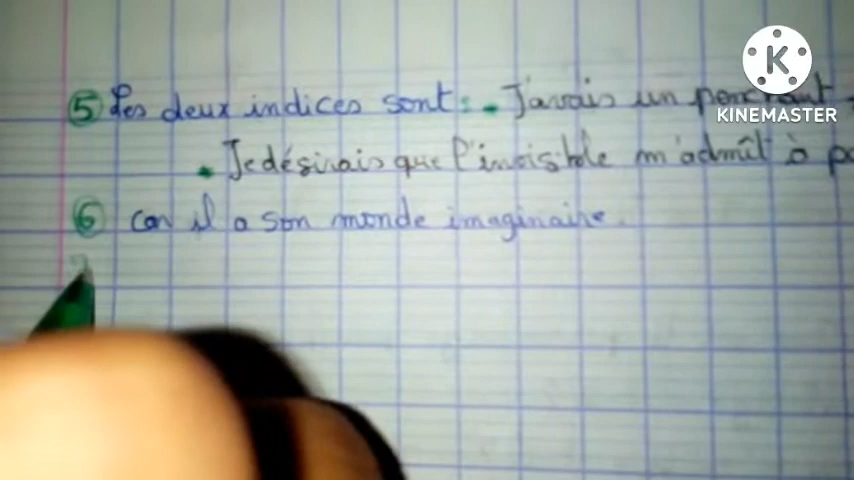 ⑤ Les deux indices sont : . J'avais un penchant
. Je désirais que l'invisible m'admît à
⑥ car il a son monde imaginaire.
K
KINEMASTER